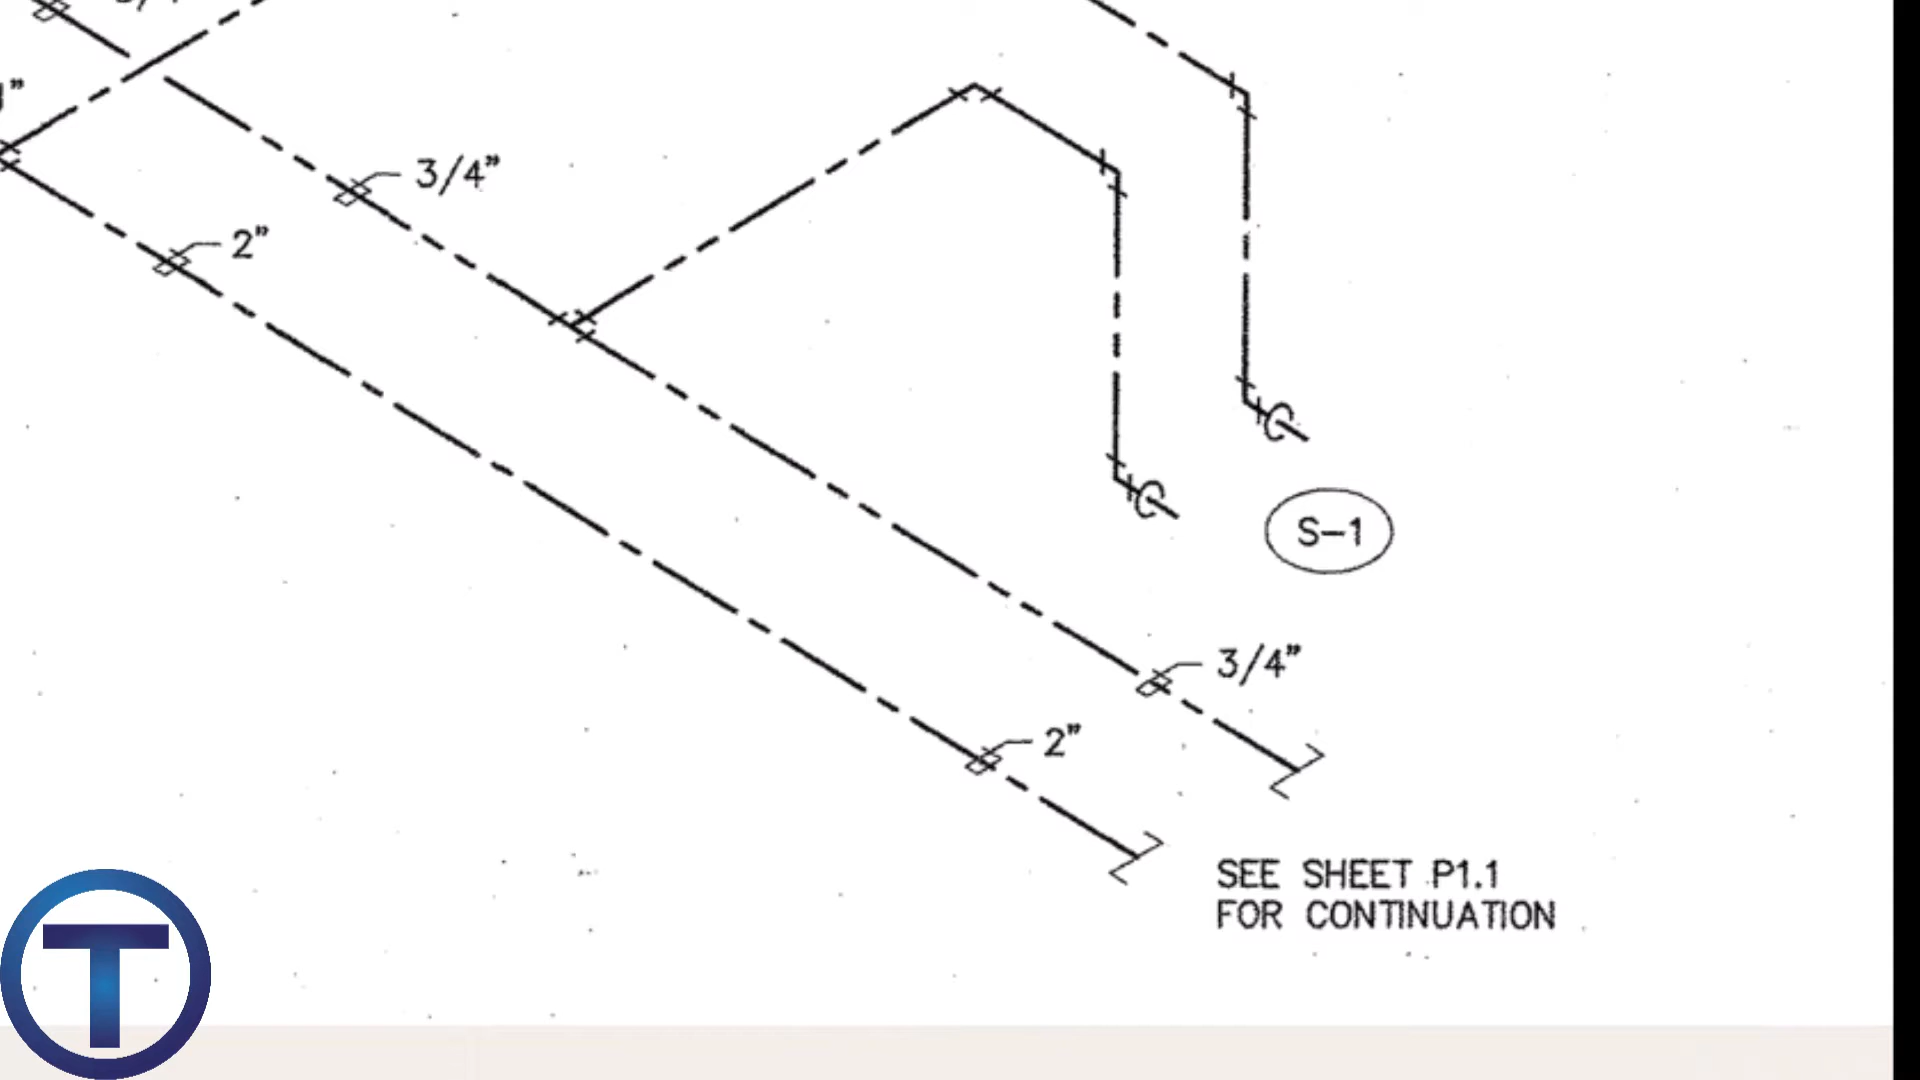 3/4”
2”
S-1
3/4”
2”
SEE SHEET P1.1
FOR CONTINUATION
T